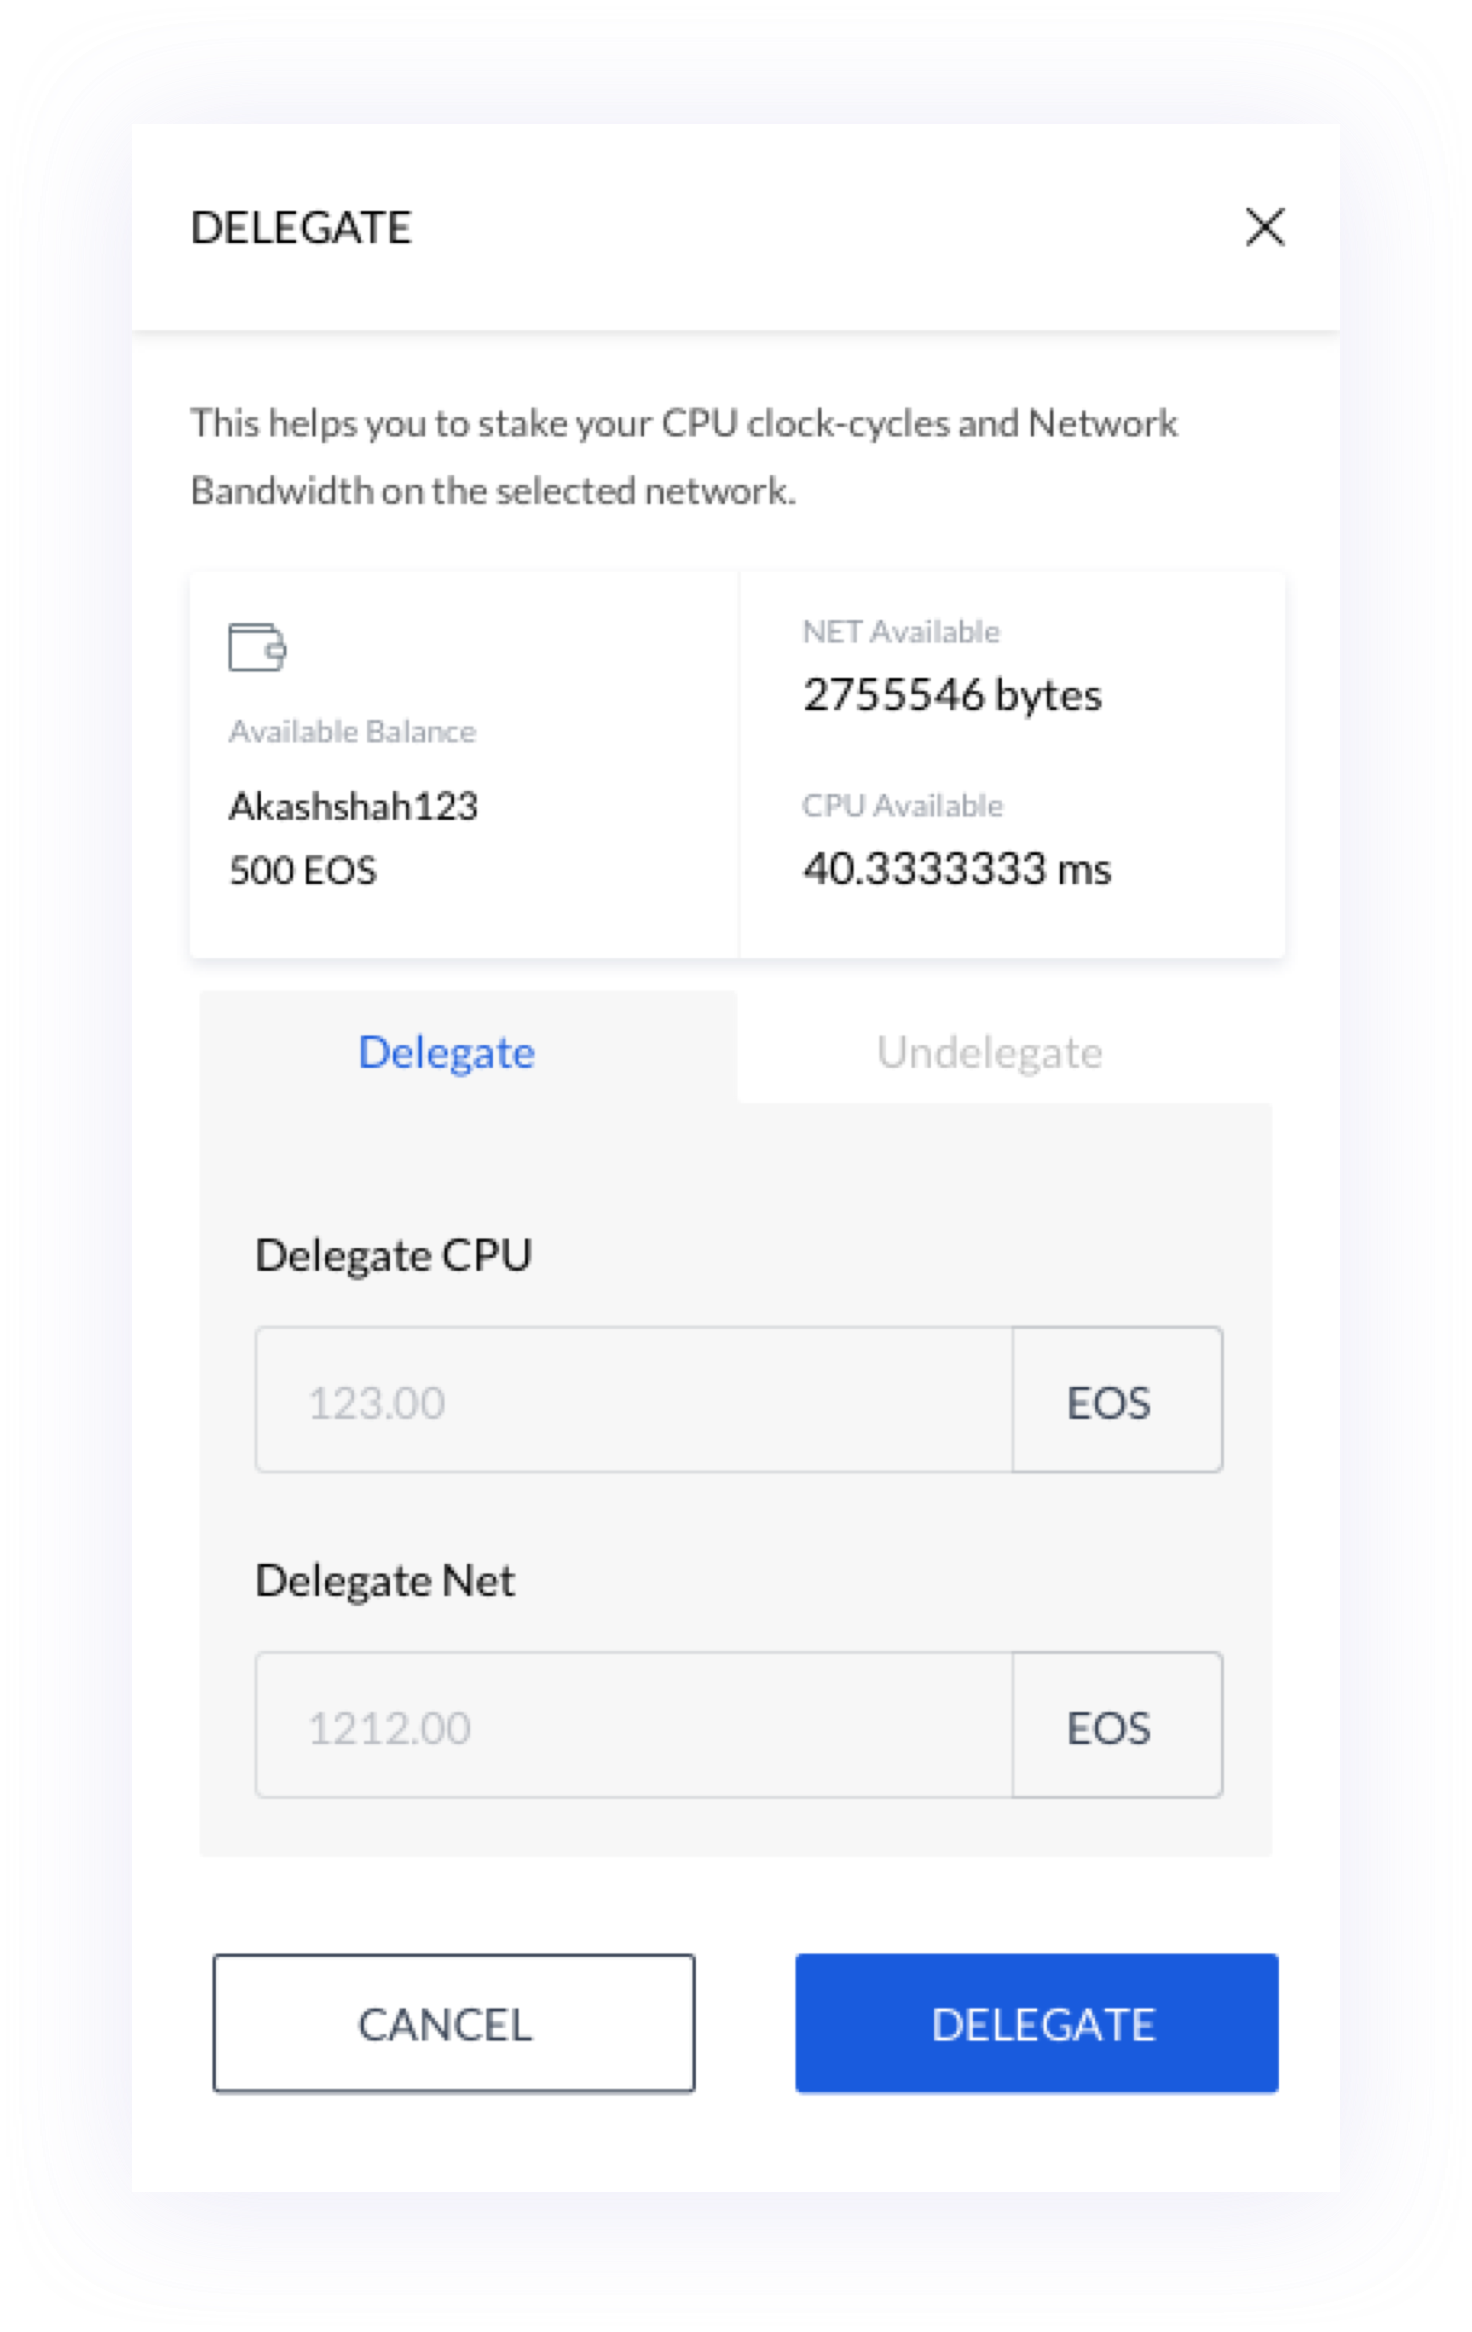 DELEGATE
This helps you to stake your CPU clock-cycles and Network
Bandwidth on the selected network.
Available Balance
Akashshah123
500 EOS
NET Available
2755546 bytes
CPU Available
40.3333333 ms
Delegate
Undelegate
Delegate CPU
123.00 EOS
Delegate Net
1212.00 EOS
CANCEL
DELEGATE